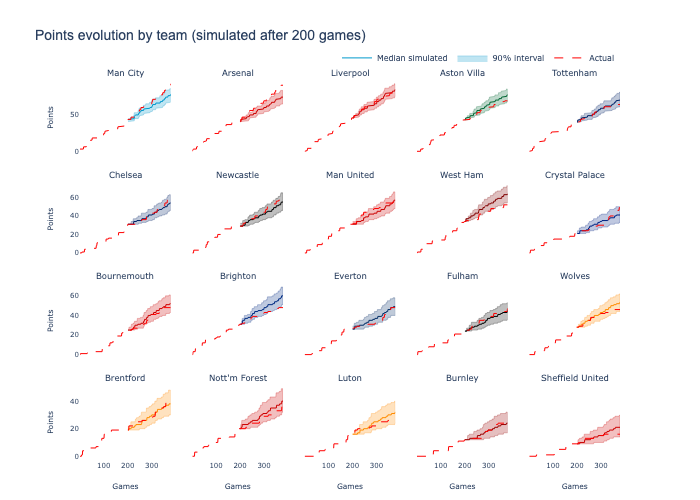 Points evolution by team (simulated after 200 games)
Median simulated 90% interval Actual
Man City Arsenal Liverpool Aston Villa Tottenham
Points
50
0
Chelsea Newcastle Man United West Ham Crystal Palace
Points
60
40
20
0
Bournemouth Brighton Everton Fulham Wolves
Points
60
40
20
0
Brentford Nott'm Forest Luton Burnley Sheffield United
Points
40
20
0
100 200 300 100 200 300 100 200 300 100 200 300 100 200 300
Games Games Games Games Games